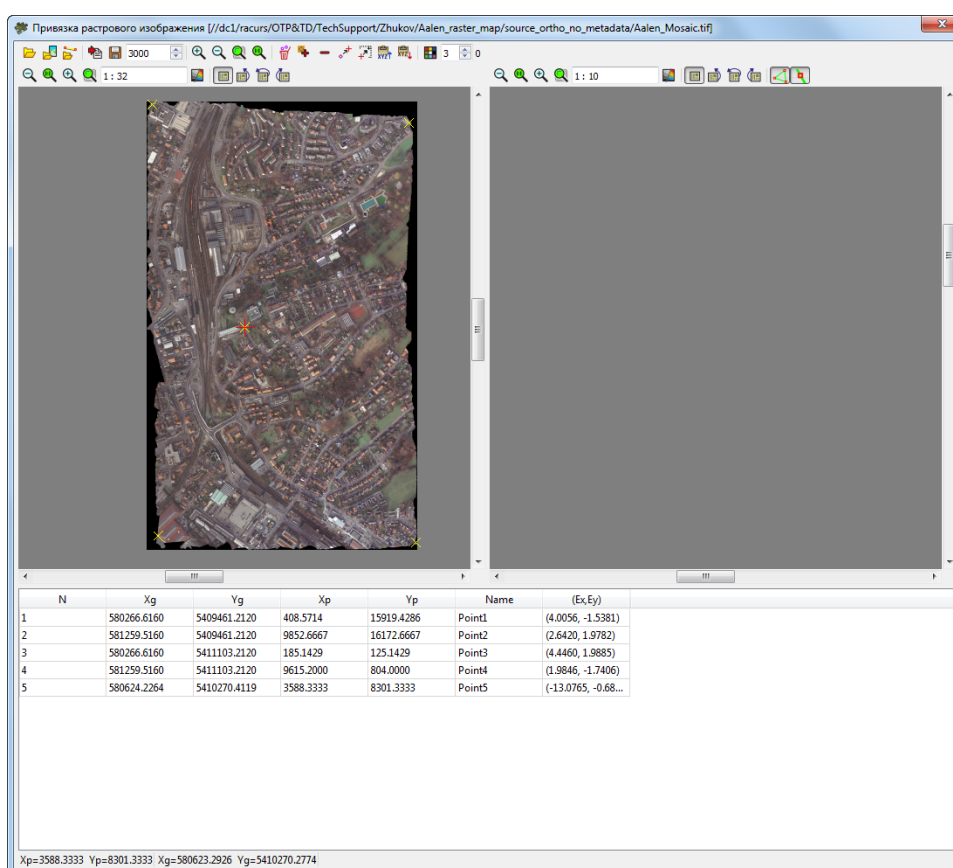 Привязка растрового изображения [//dc1/racurs/OTP&TD/TechSupport/Zhukov/Aalen_raster_map/source_ortho_no_metadata/Aalen_Mosaic.tif]
3000 3 0
1 : 32 1 : 10
N Xg Yg Xp Yp Name (Ex,Ey)
1 580266.6160 5409461.2120 408.5714 15919.4286 Point1 (4.0056, -1.5381)
2 581259.5160 5409461.2120 9852.6667 16172.6667 Point2 (2.6420, 1.9782)
3 580266.6160 5411103.2120 185.1429 125.1429 Point3 (4.4460, 1.9885)
4 581259.5160 5411103.2120 9615.2000 804.0000 Point4 (1.9846, -1.7406)
5 580624.2264 5410270.4119 3588.3333 8301.3333 Point5 (-13.0765, -0.68...
Xp=3588.3333 Yp=8301.3333 Xg=580623.2926 Yg=5410270.2774